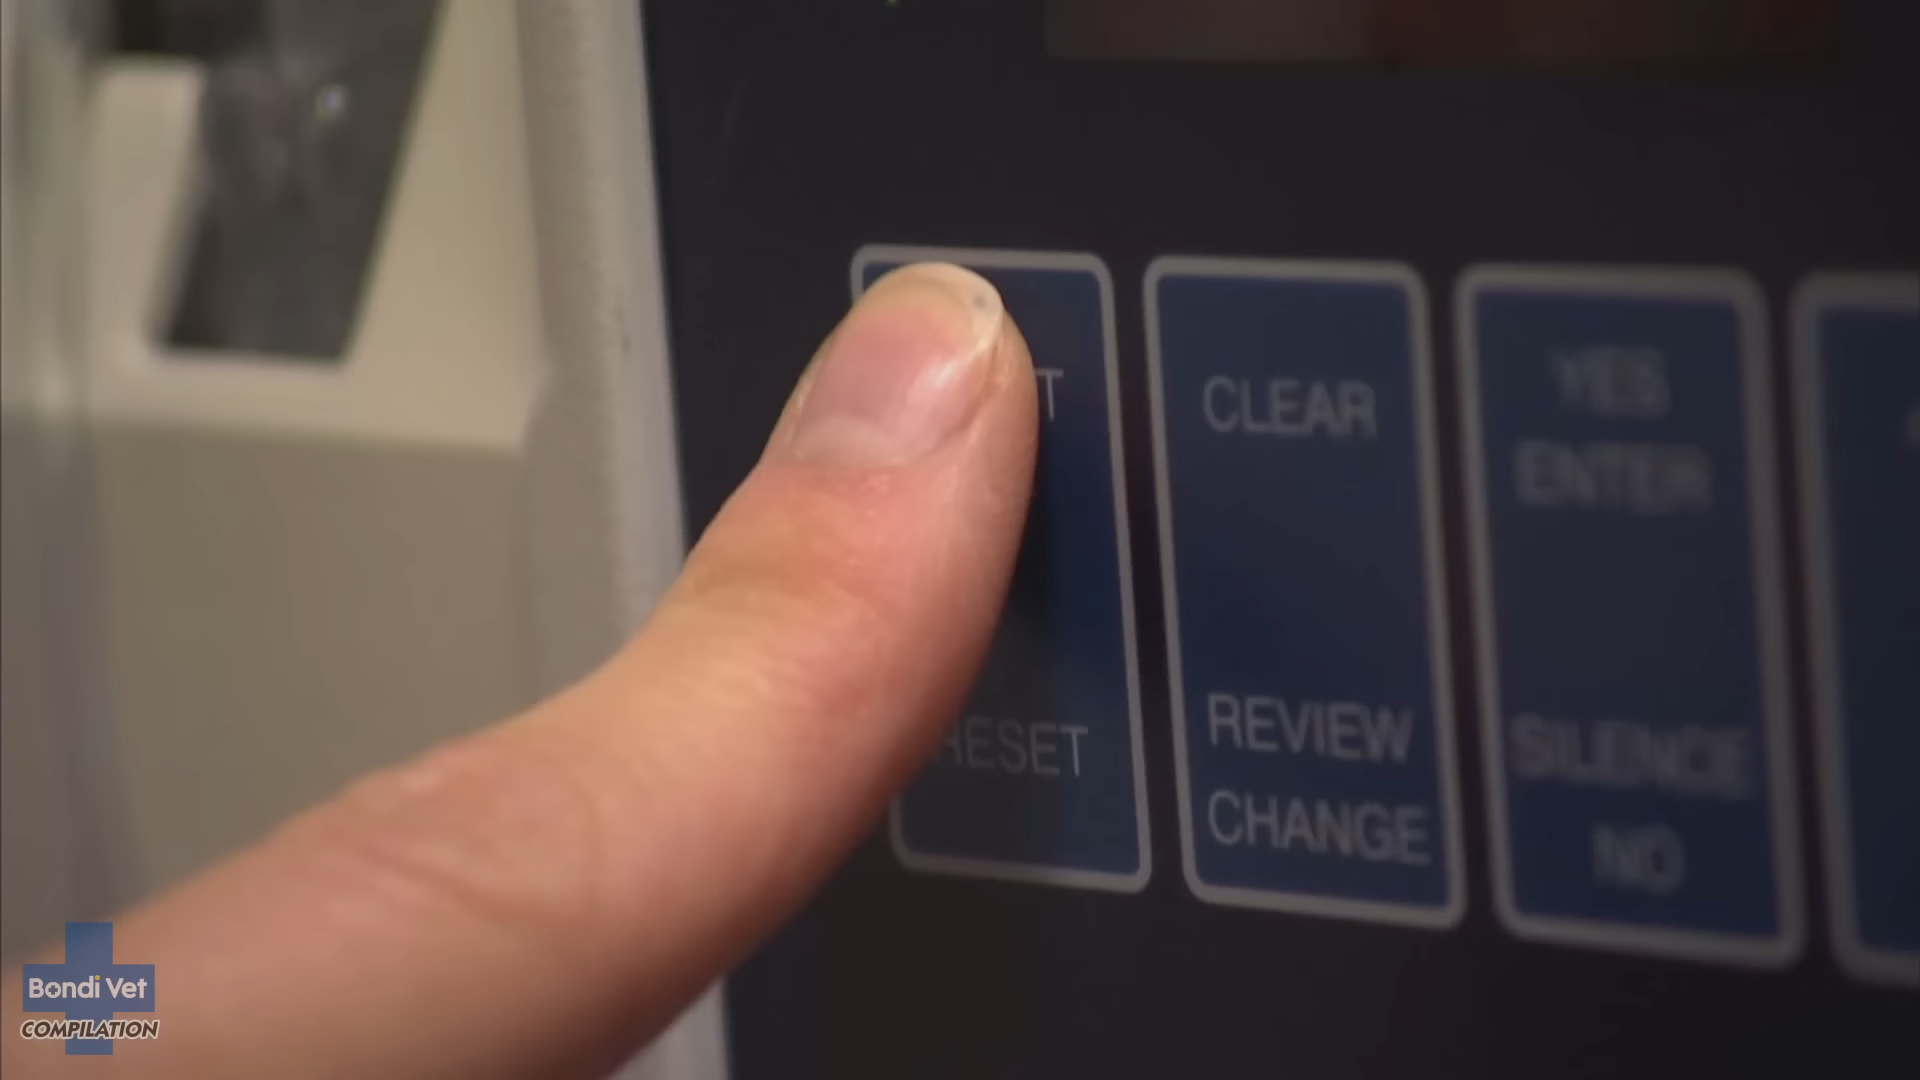 T
RESET
CLEAR
REVIEW
CHANGE
YES
ENTER
SILENCE
NO
Bondi Vet
COMPILATION